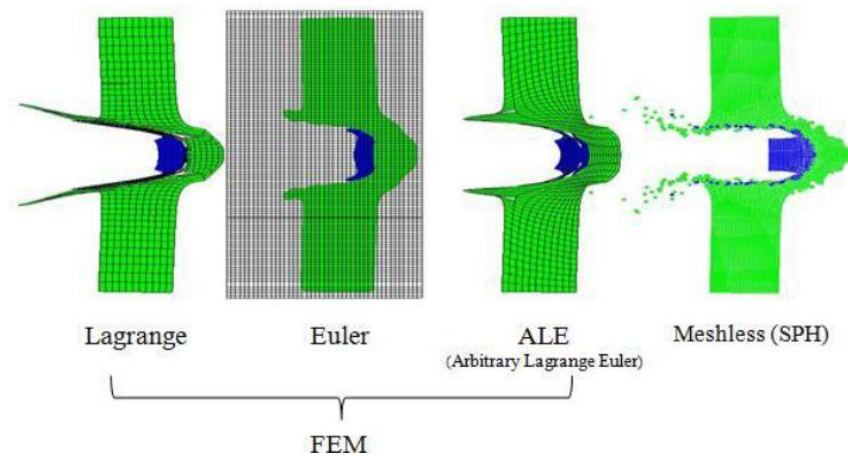 Lagrange
Euler
ALE
(Arbitrary Lagrange Euler)
Meshless (SPH)
FEM